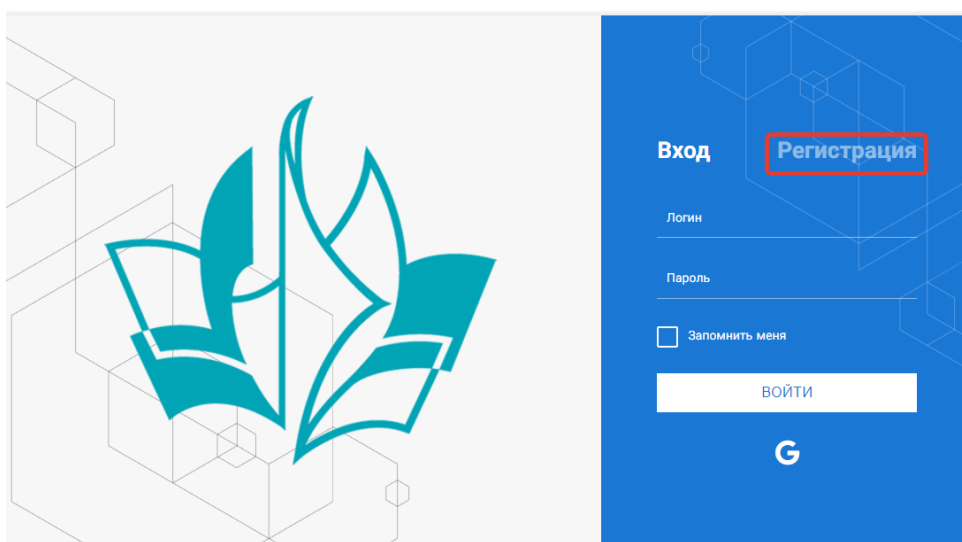 Вход Регистрация
Логин
Пароль
Запомнить меня
ВОЙТИ
G